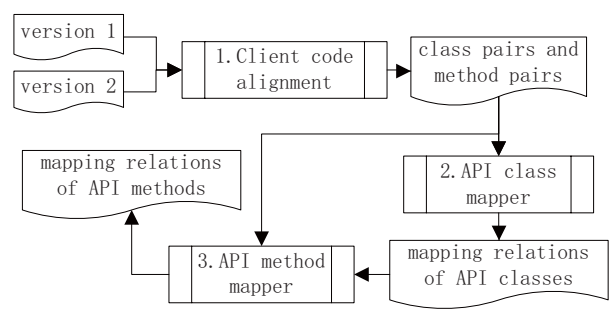 version 1
version 2
1.Client code
alignment
class pairs and
method pairs
2.API class
mapper
mapping relations
of API methods
3.API method
mapper
mapping relations
of API classes